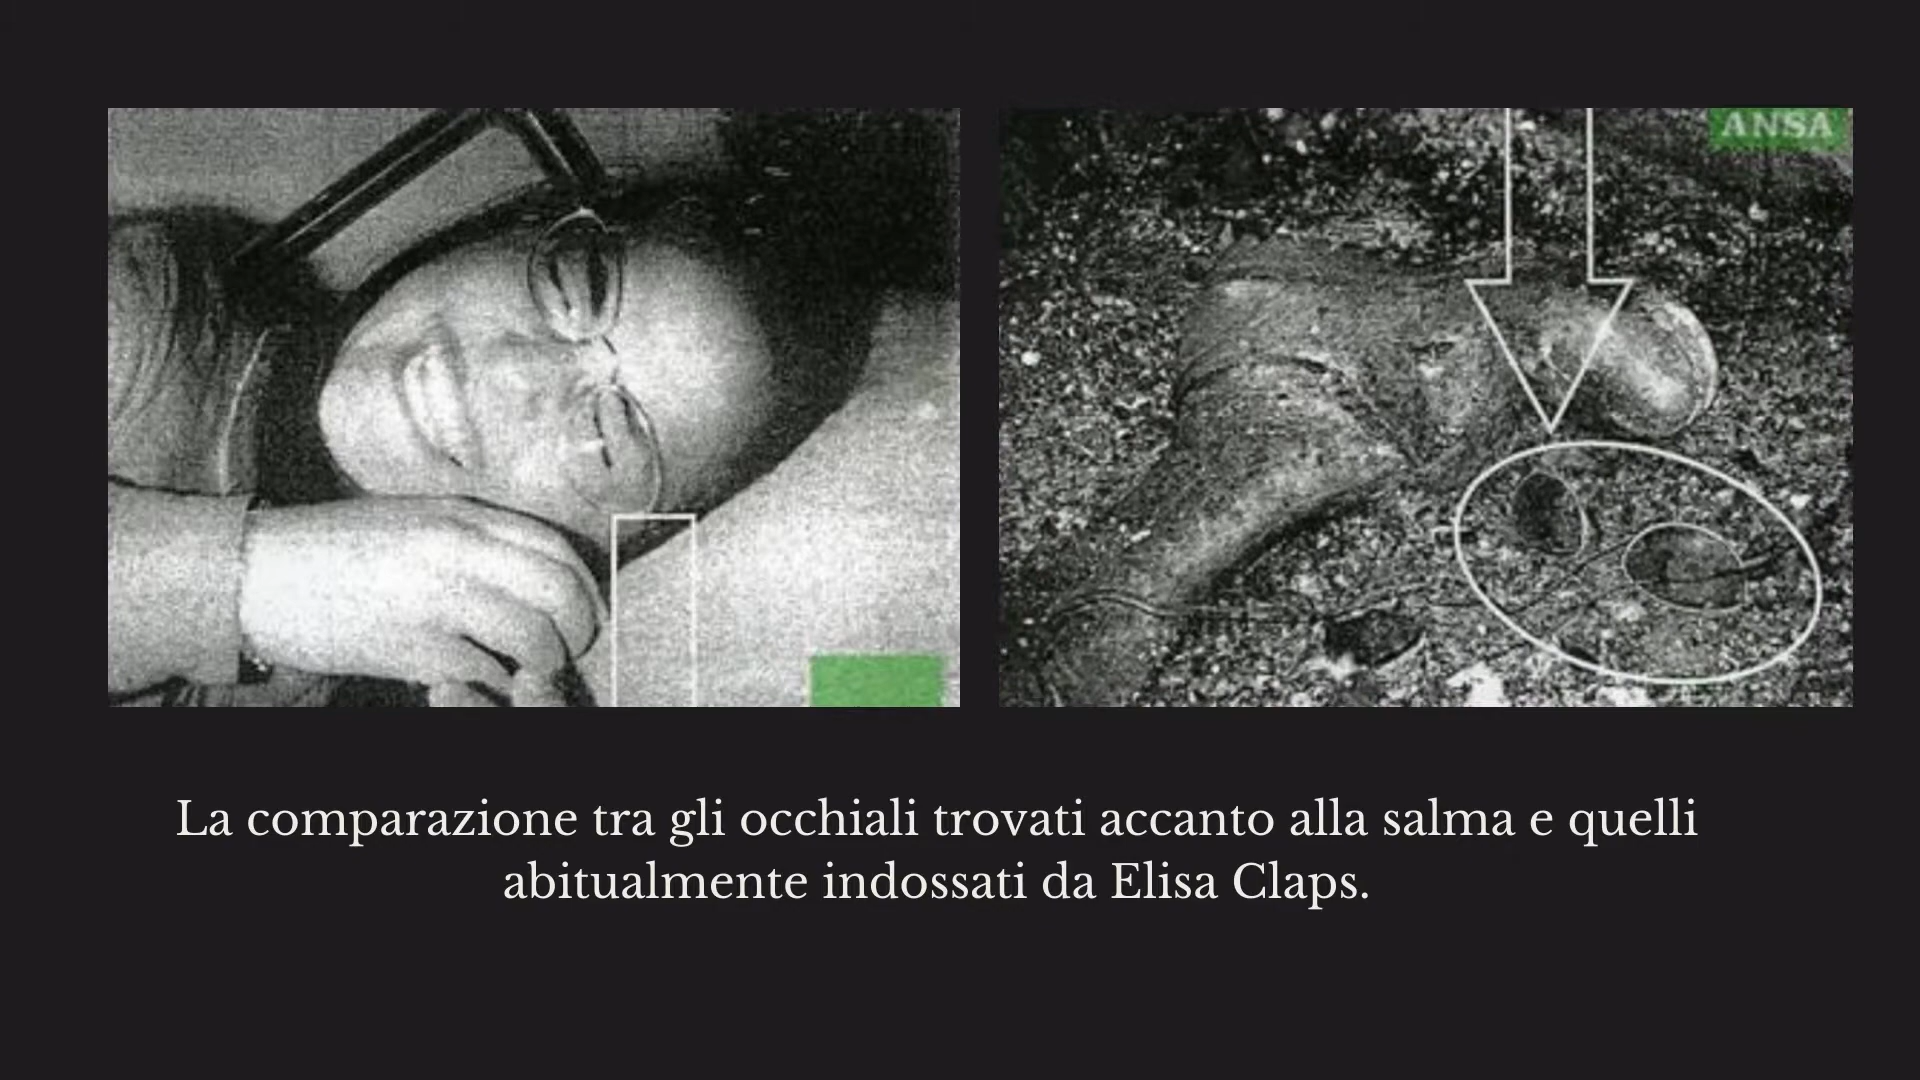 ANSA
La comparazione tra gli occhiali trovati accanto alla salma e quelli
abitualmente indossati da Elisa Claps.